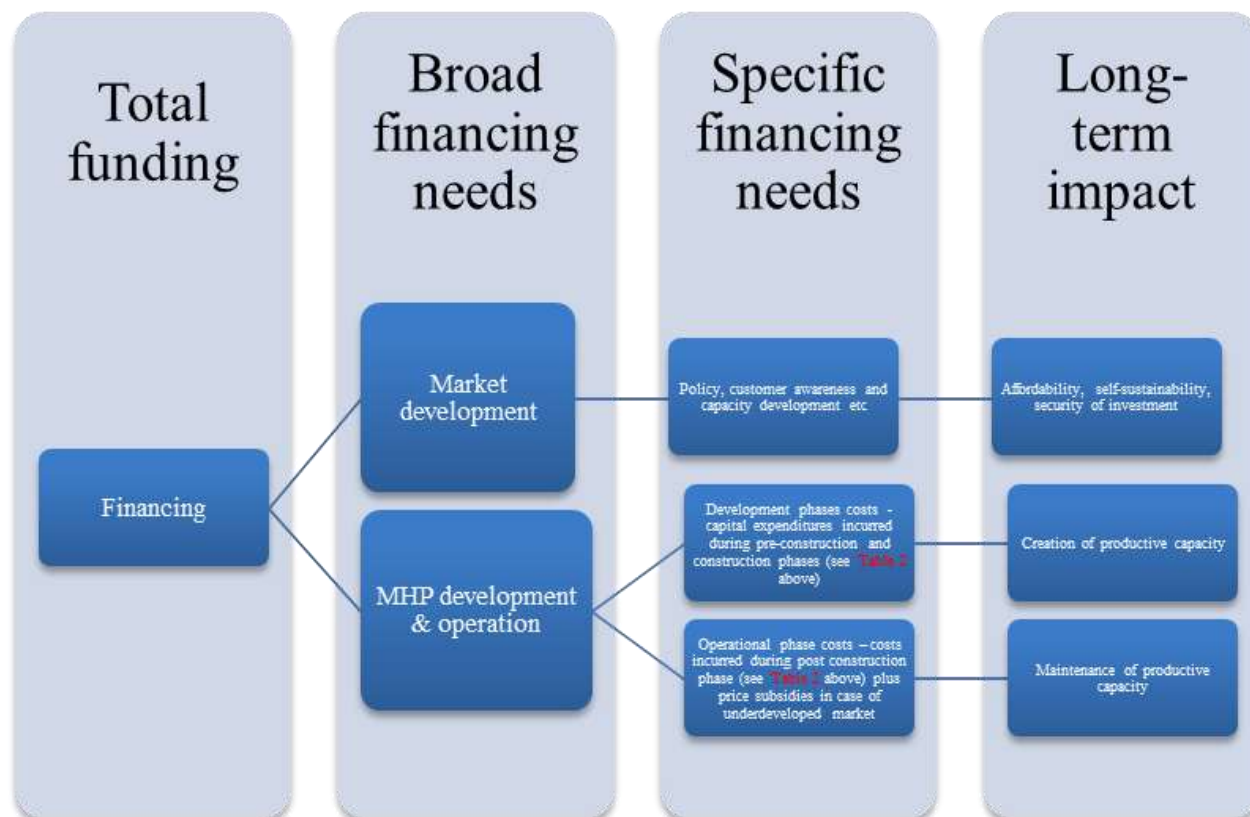 Total
funding
Broad
financing
needs
Specific
financing
needs
Long-
term
impact
Financing
Market
development
MHP development
& operation
Policy, customer awareness and
capacity development etc
Development phases costs -
capital expenditures incurred
during pre-construction and
construction phases (see Table 2
above)
Operational phase costs – costs
incurred during post construction
phase (see Table 2 above) plus
price subsidies in case of
underdeveloped market
Affordability, self-sustainability,
security of investment
Creation of productive capacity
Maintenance of productive
capacity